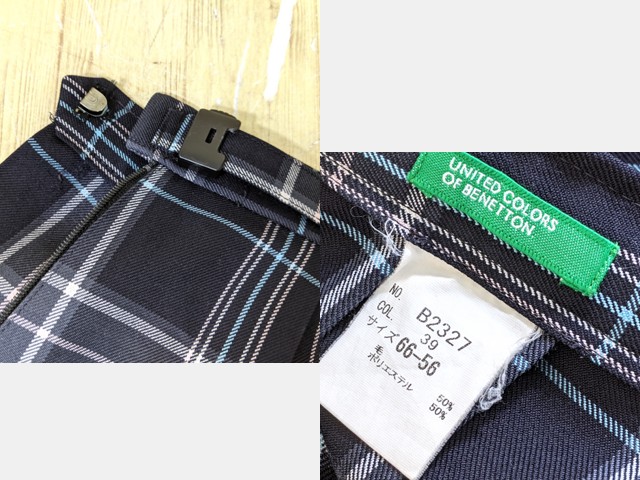 UNITED COLORS
OF BENETTON
NO. B2327
COL. 39
サイズ 66-56
毛 50%
ポリエステル 50%